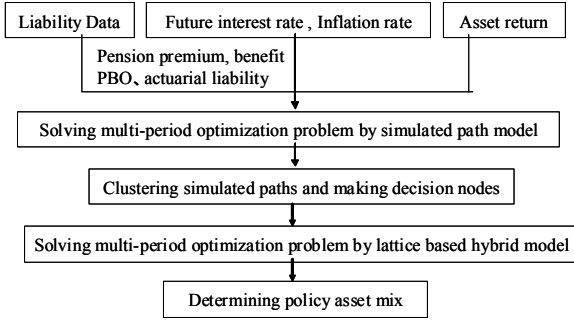 Liability Data
Future interest rate , Inflation rate
Asset return
Pension premium, benefit
PBO、actuarial liability
Solving multi-period optimization problem by simulated path model
Clustering simulated paths and making decision nodes
Solving multi-period optimization problem by lattice based hybrid model
Determining policy asset mix